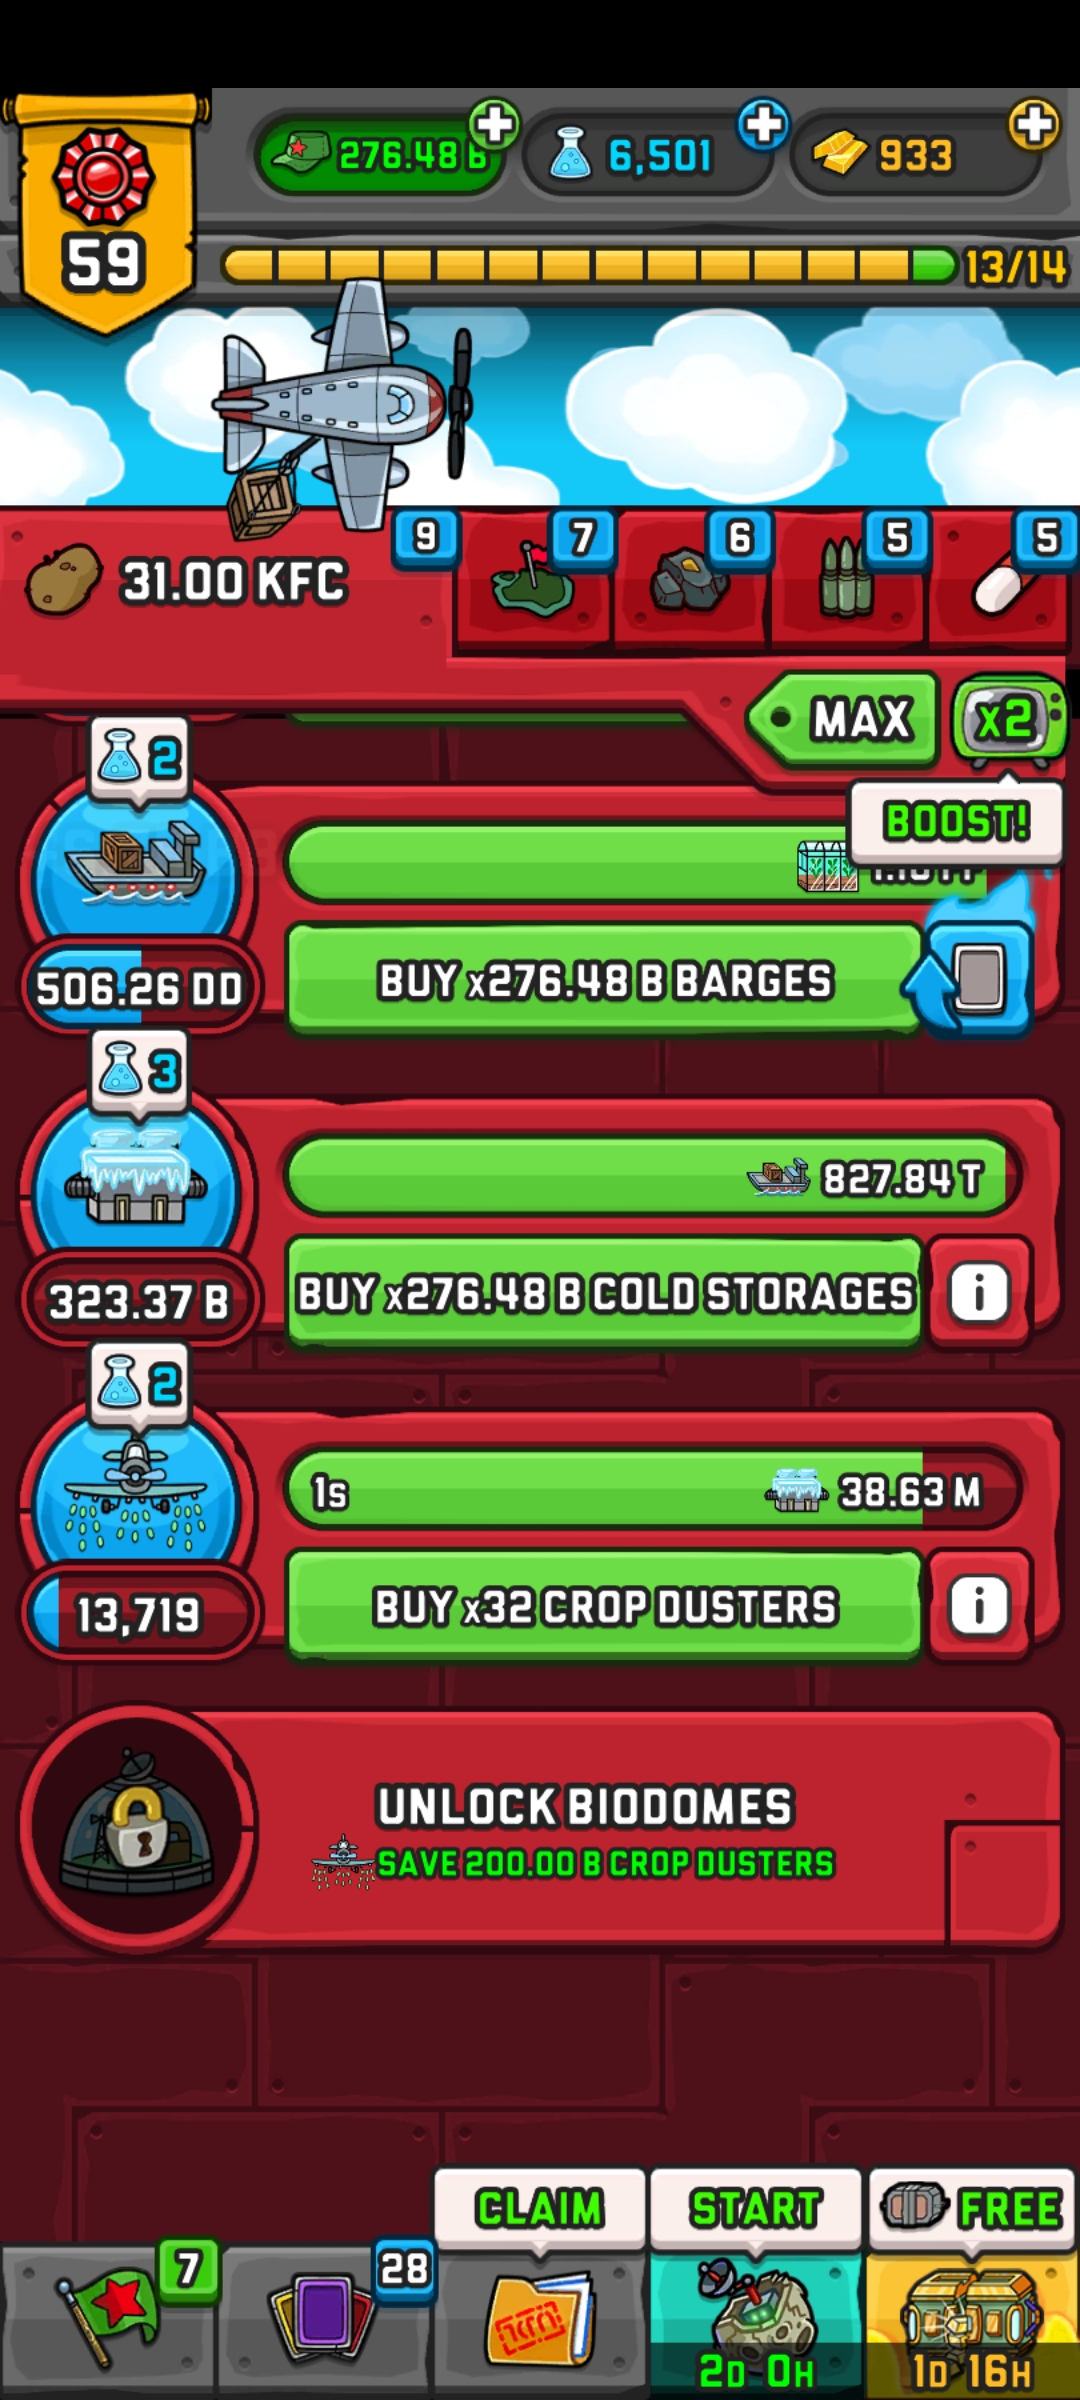 276.48 B
6,501
933
59
13/14
9
7
6
5
5
31.00 KFC
MAX
x2
BOOST!
2
506.26 DD
BUY x276.48 B BARGES
3
827.84 T
323.37 B
BUY x276.48 B COLD STORAGES
i
2
1s
38.63 M
13,719
BUY x32 CROP DUSTERS
i
UNLOCK BIODOMES
SAVE 200.00 B CROP DUSTERS
CLAIM
START
FREE
7
28
2D 0H
1D 16H